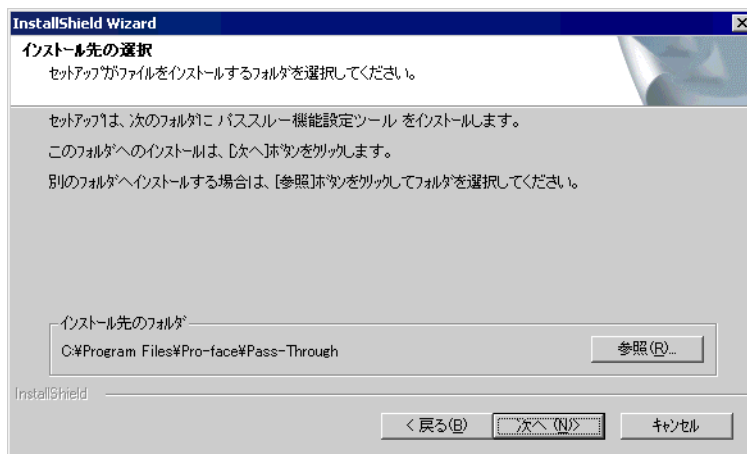 InstallShield Wizard
インストール先の選択
セットアップがファイルをインストールするフォルダを選択してください。
セットアップは、次のフォルダに パススルー機能設定ツール をインストールします。
このフォルダへのインストールは、[次へ]ボタンをクリックします。
別のフォルダへインストールする場合は、[参照]ボタンをクリックしてフォルダを選択してください。
インストール先のフォルダ
C:¥Program Files¥Pro-face¥Pass-Through
参照(R)...
InstallShield
< 戻る(B)
次へ (N)>
キャンセル